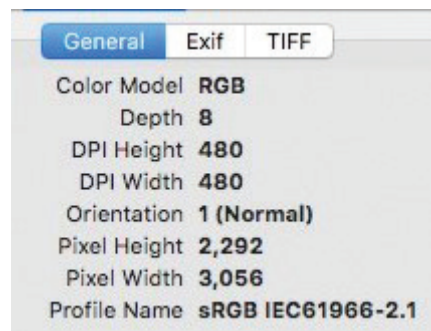 General Exif TIFF
Color Model RGB
Depth 8
DPI Height 480
DPI Width 480
Orientation 1 (Normal)
Pixel Height 2,292
Pixel Width 3,056
Profile Name sRGB IEC61966-2.1